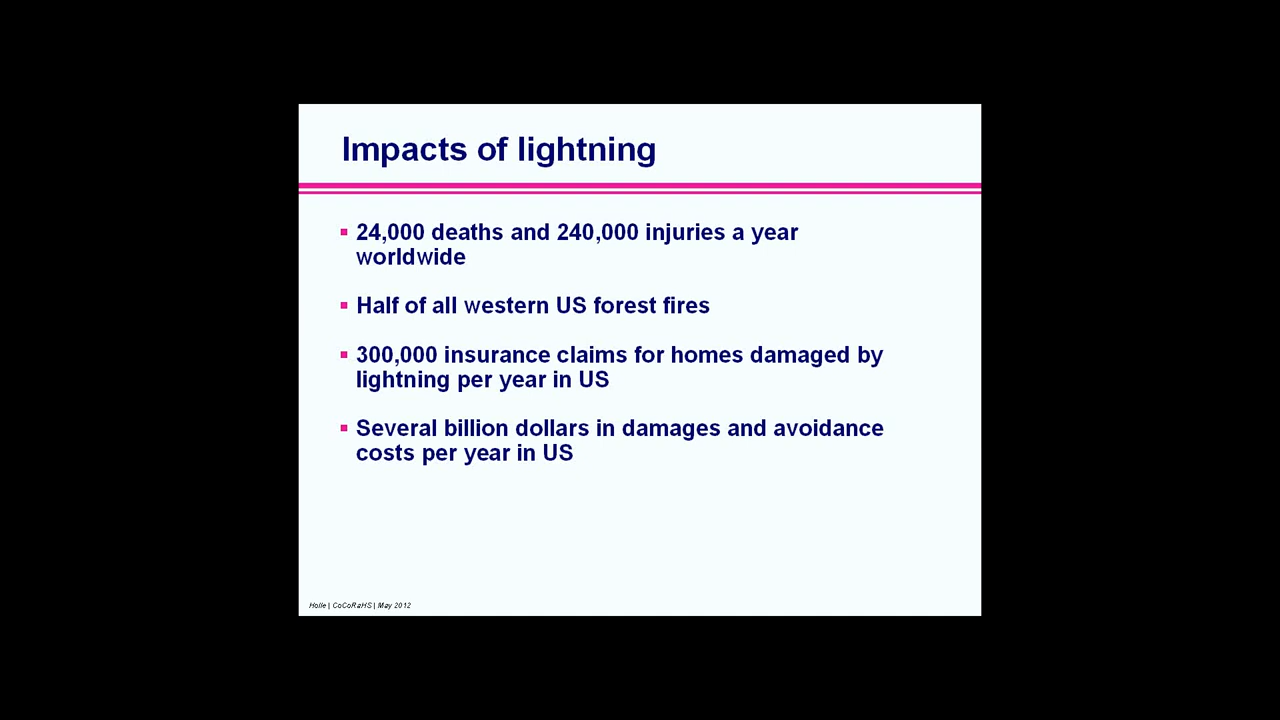 Impacts of lightning
24,000 deaths and 240,000 injuries a year
worldwide
Half of all western US forest fires
300,000 insurance claims for homes damaged by
lightning per year in US
Several billion dollars in damages and avoidance
costs per year in US
Holle | CoCoRaHS | May 2012